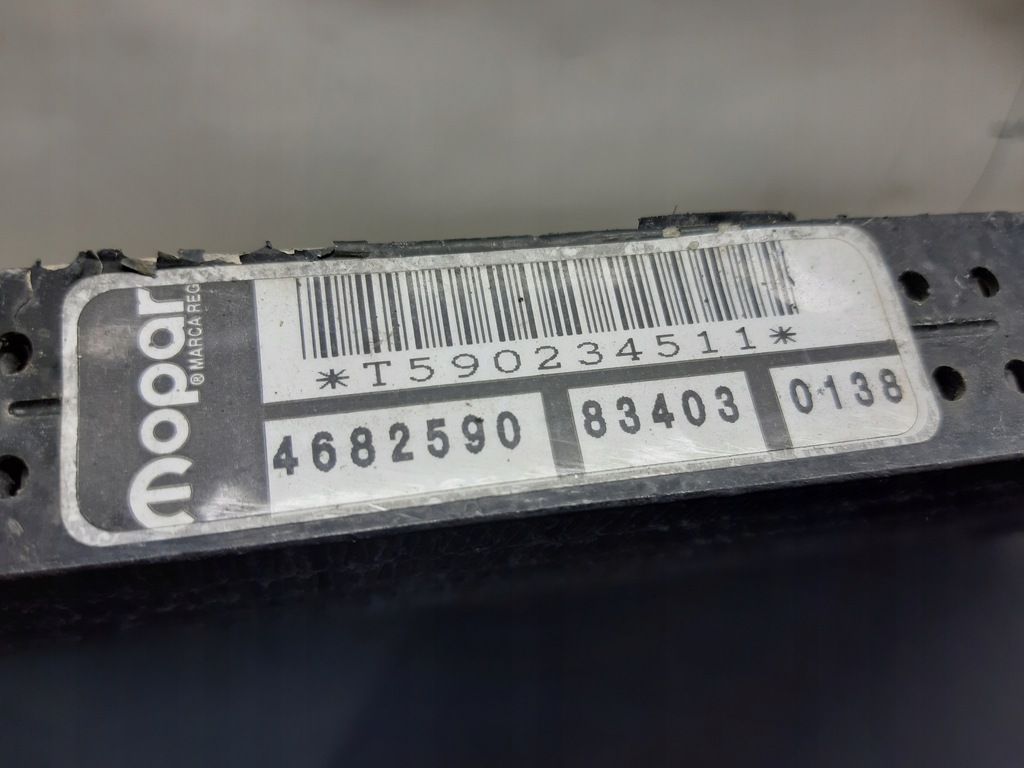 mopar
® MARCA REG
*T590234511*
4682590 83403 0138